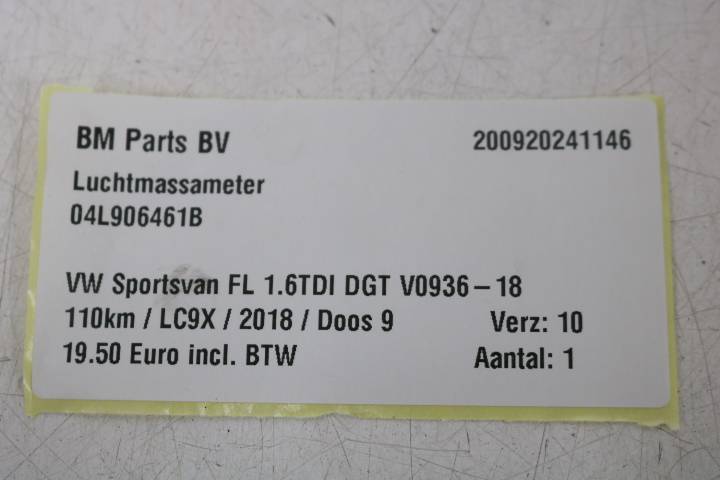 BM Parts BV 200920241146
Luchtmassameter
04L906461B
VW Sportsvan FL 1.6TDI DGT V0936-18
110km / LC9X / 2018 / Doos 9 Verz: 10
19.50 Euro incl. BTW Aantal: 1